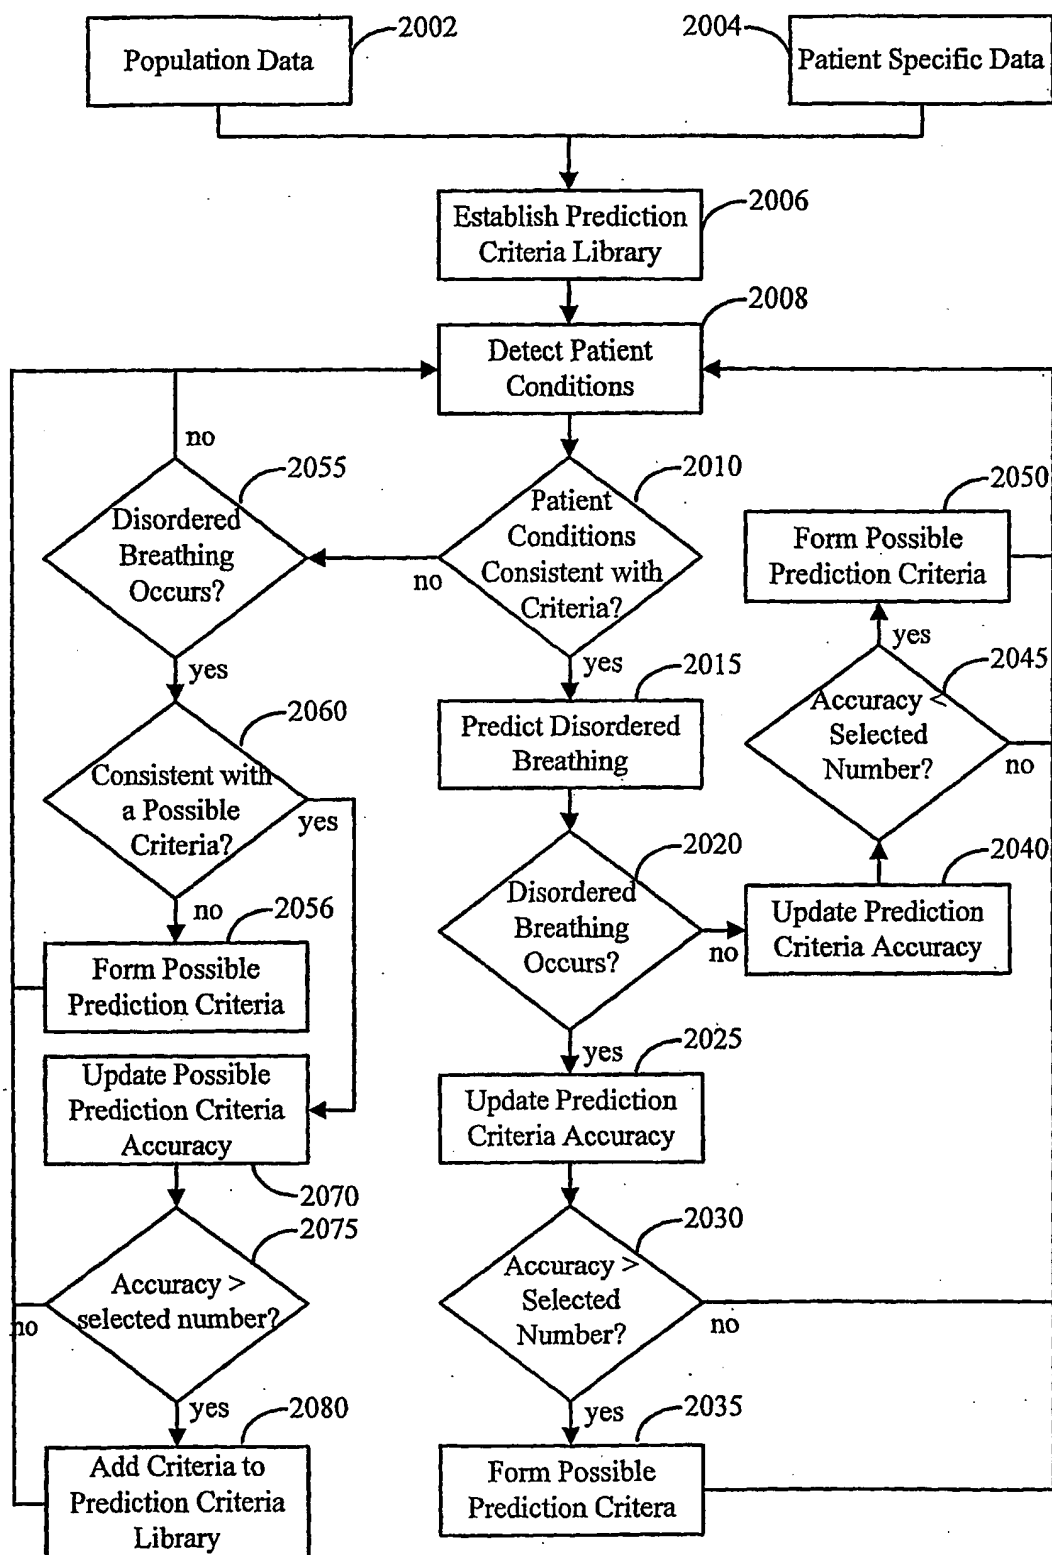 Population Data
2002
2004
Patient Specific Data
Establish Prediction
Criteria Library
2006
Detect Patient
Conditions
2008
no
Disordered
Breathing
Occurs?
2055
no
Patient
Conditions
Consistent with
Criteria?
2010
Form Possible
Prediction Criteria
2050
yes
yes
yes
Predict Disordered
Breathing
2015
Accuracy <
Selected
Number?
2045
no
Consistent with
a Possible
Criteria?
2060
yes
no
Disordered
Breathing
Occurs?
2020
no
Update Prediction
Criteria Accuracy
2040
Form Possible
Prediction Criteria
2056
yes
Update Possible
Prediction Criteria
Accuracy
2070
Update Prediction
Criteria Accuracy
2025
Accuracy >
selected number?
2075
no
yes
Accuracy >
Selected
Number?
2030
no
yes
Add Criteria to
Prediction Criteria
Library
2080
Form Possible
Prediction Critera
2035